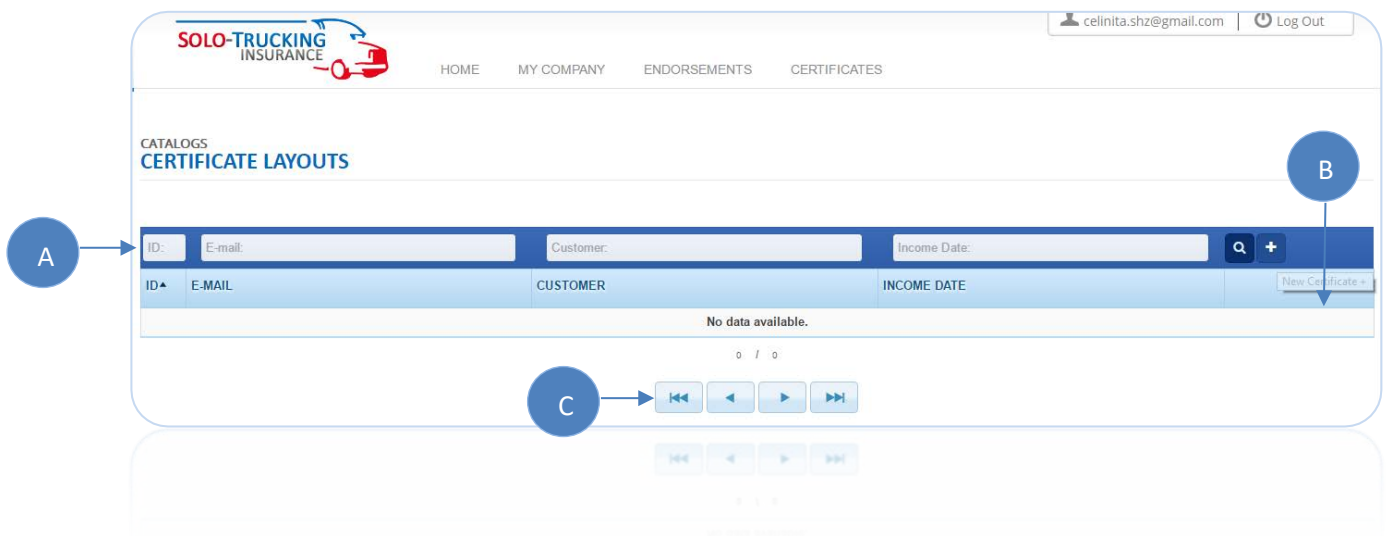 celinita.shz@gmail.com | Log Out
SOLO-TRUCKING
INSURANCE
HOME MY COMPANY ENDORSEMENTS CERTIFICATES
CATALOGS
CERTIFICATE LAYOUTS
B
A
ID: E-mail: Customer: Income Date:
ID E-MAIL CUSTOMER INCOME DATE
New Certificate +
No data available.
0 / 0
C